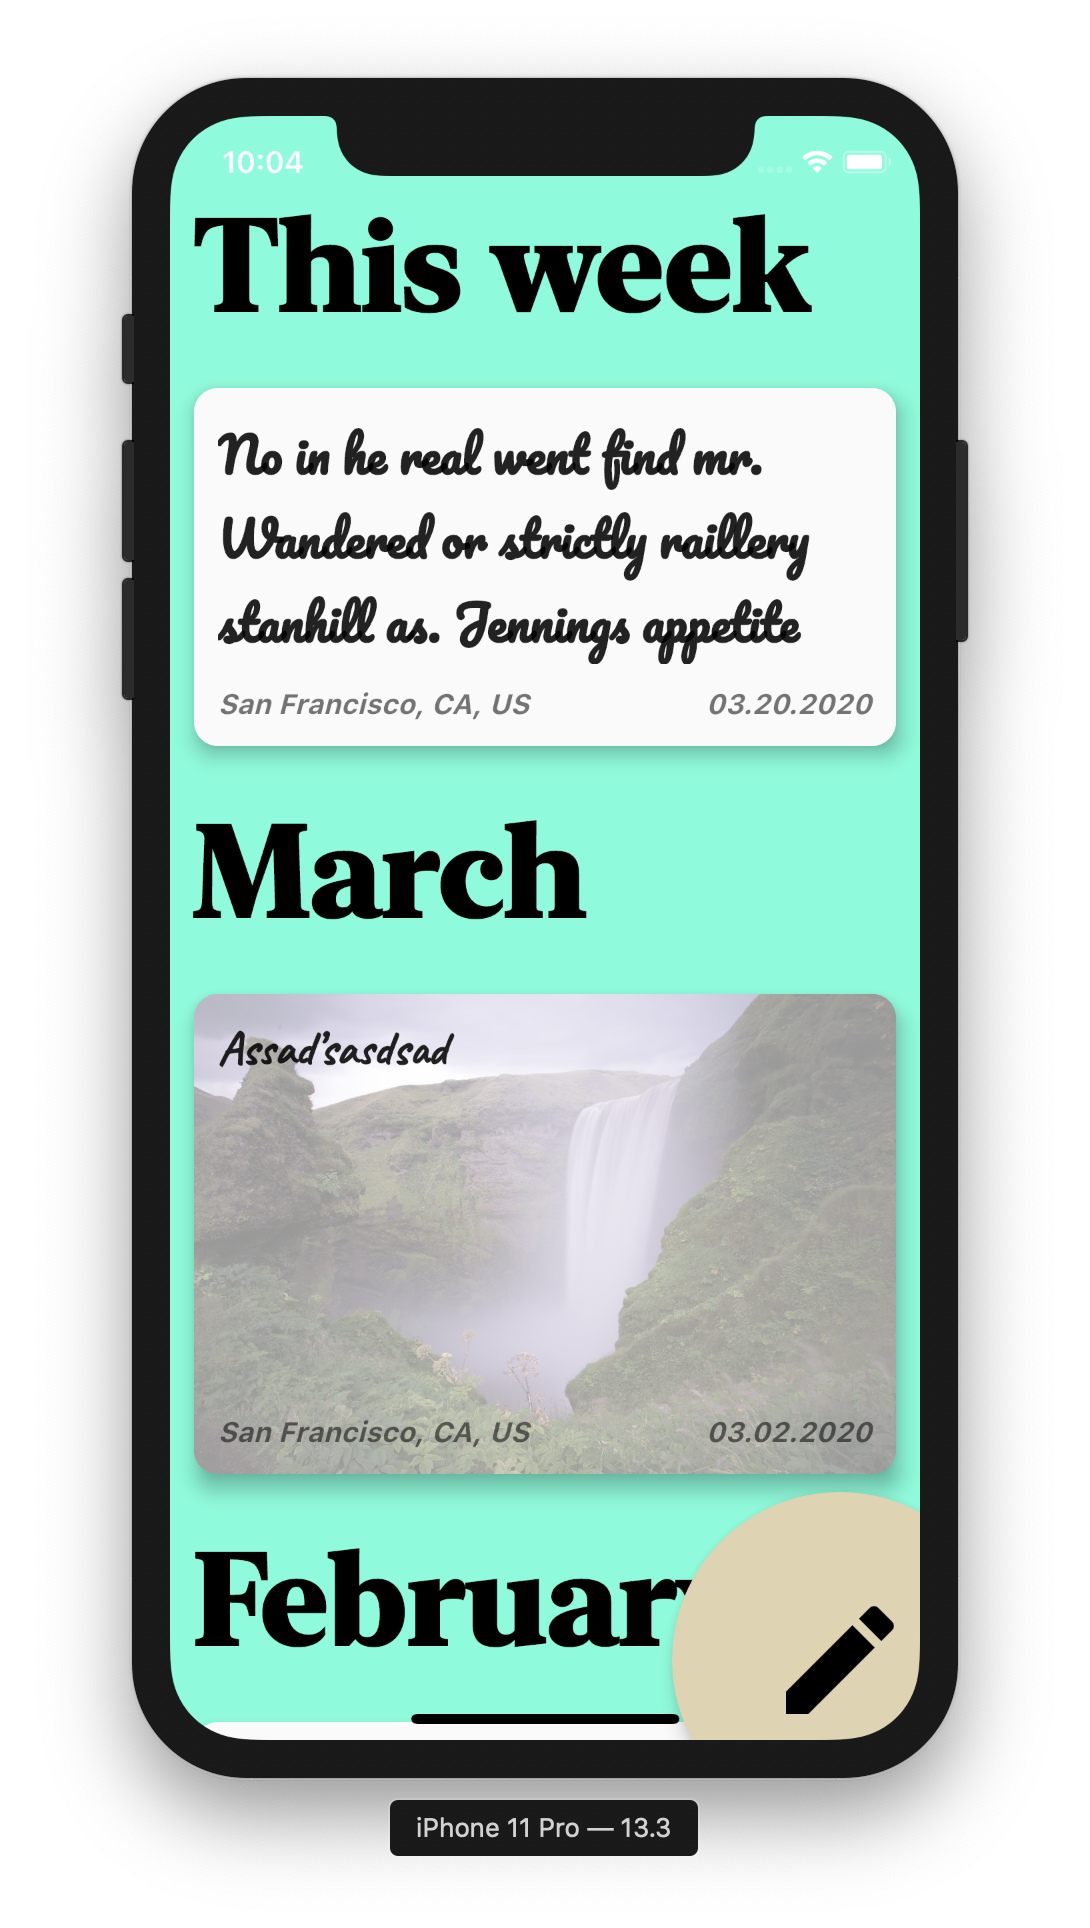 10:04
This week
No in he real went find mr.
Wandered or strictly raillery
stanhill as. Jennings appetite
San Francisco, CA, US 03.20.2020
March
Assad'sasdsad
San Francisco, CA, US 03.02.2020
February
iPhone 11 Pro — 13.3